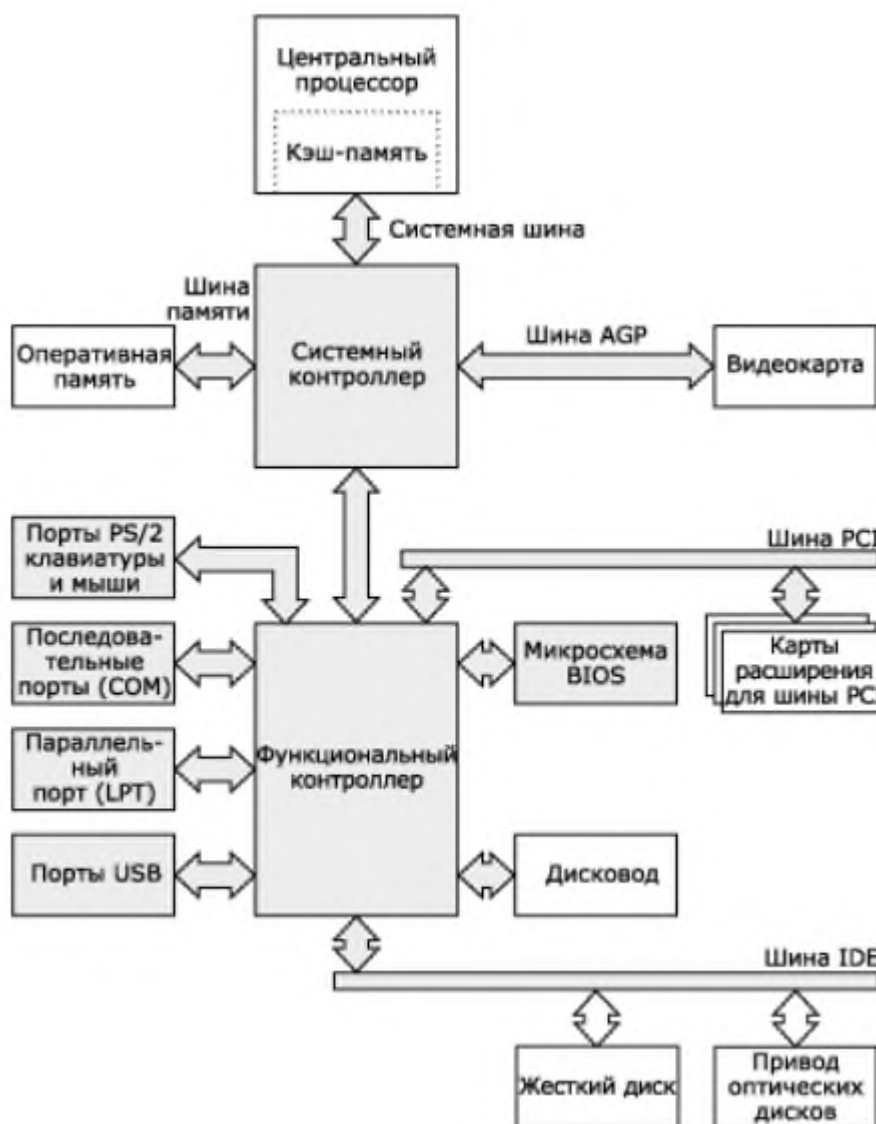 Центральный
процессор
Кэш-память
Системная шина
Шина
памяти
Оперативная
память
Системный
контроллер
Шина AGP
Видеокарта
Порты PS/2
клавиатуры
и мыши
Шина PCI
Последова-
тельные
порты (COM)
Микросхема
BIOS
Карты
расширения
для шины PCI
Параллель-
ный
порт (LPT)
Функциональный
контроллер
Порты USB
Дисковод
Шина IDE
Жесткий диск
Привод
оптических
дисков